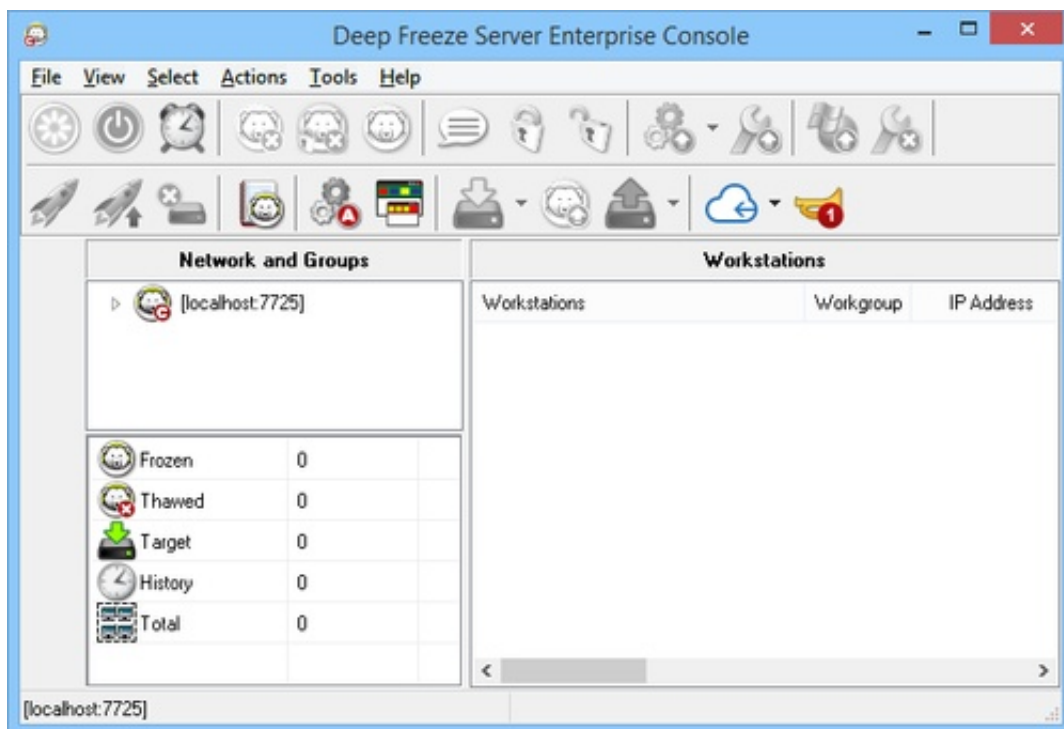 Deep Freeze Server Enterprise Console
File View Select Actions Tools Help
A
1
Network and Groups
Workstations
C [localhost:7725]
Workstations Workgroup IP Address
Frozen 0
Thawed 0
Target 0
History 0
Total 0
[localhost:7725]